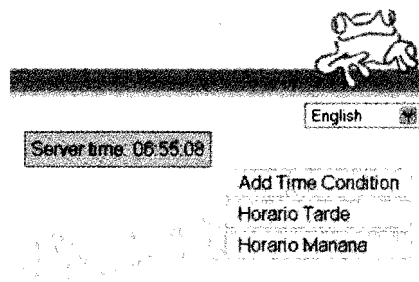 English
Server time: 06:55:08
Add Time Condition
Horario Tarde
Horario Manana